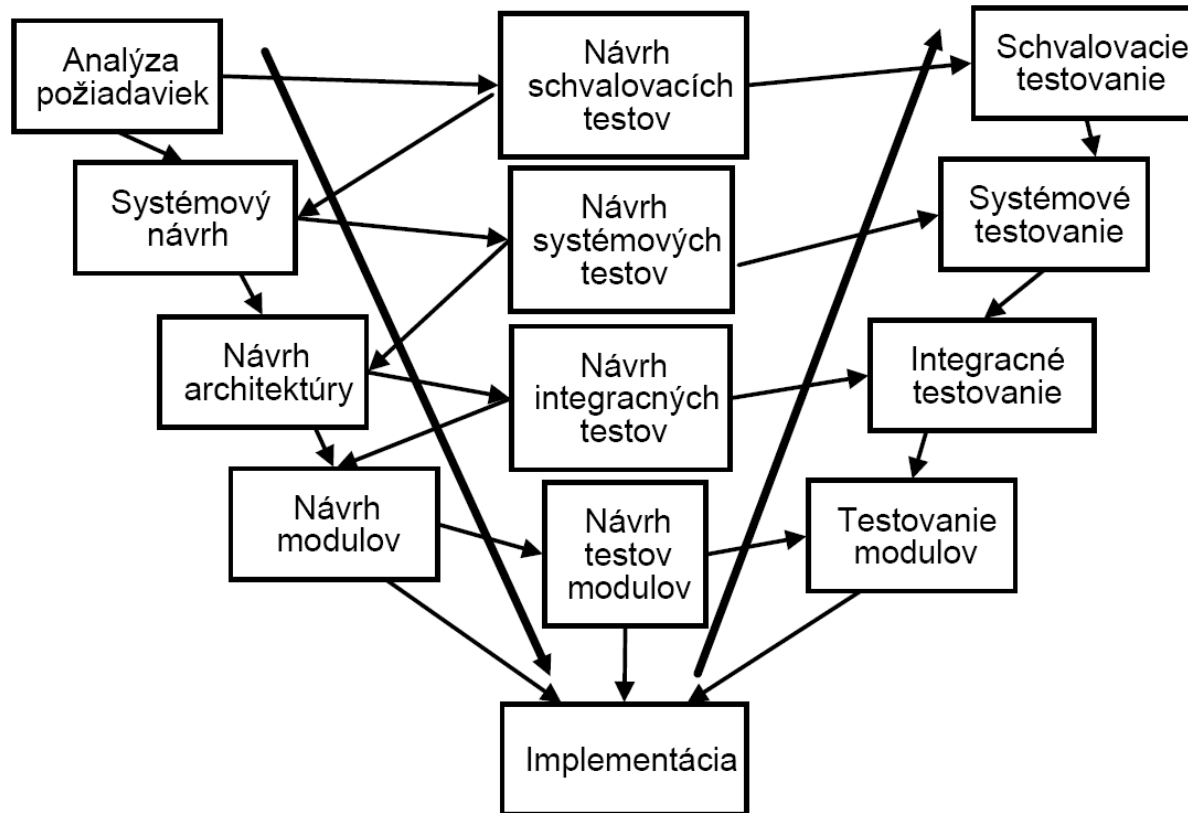 Analýza
požiadaviek
Návrh
schvalovacích
testov
Schvalovacie
testovanie
Systémový
návrh
Návrh
systémových
testov
Systémové
testovanie
Návrh
architektúry
Návrh
integracných
testov
Integracné
testovanie
Návrh
modulov
Návrh
testov
modulov
Testovanie
modulov
Implementácia